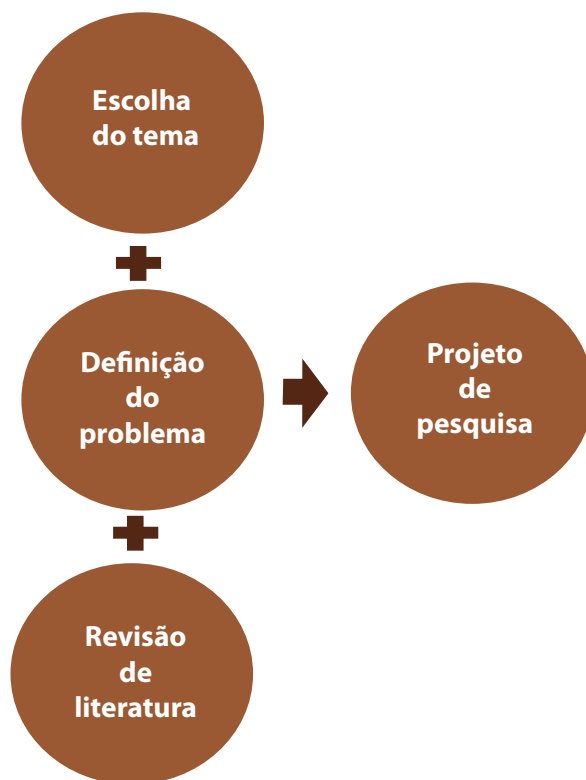 Escolha
do tema
Definição
do
problema
Projeto
de
pesquisa
Revisão
de
literatura